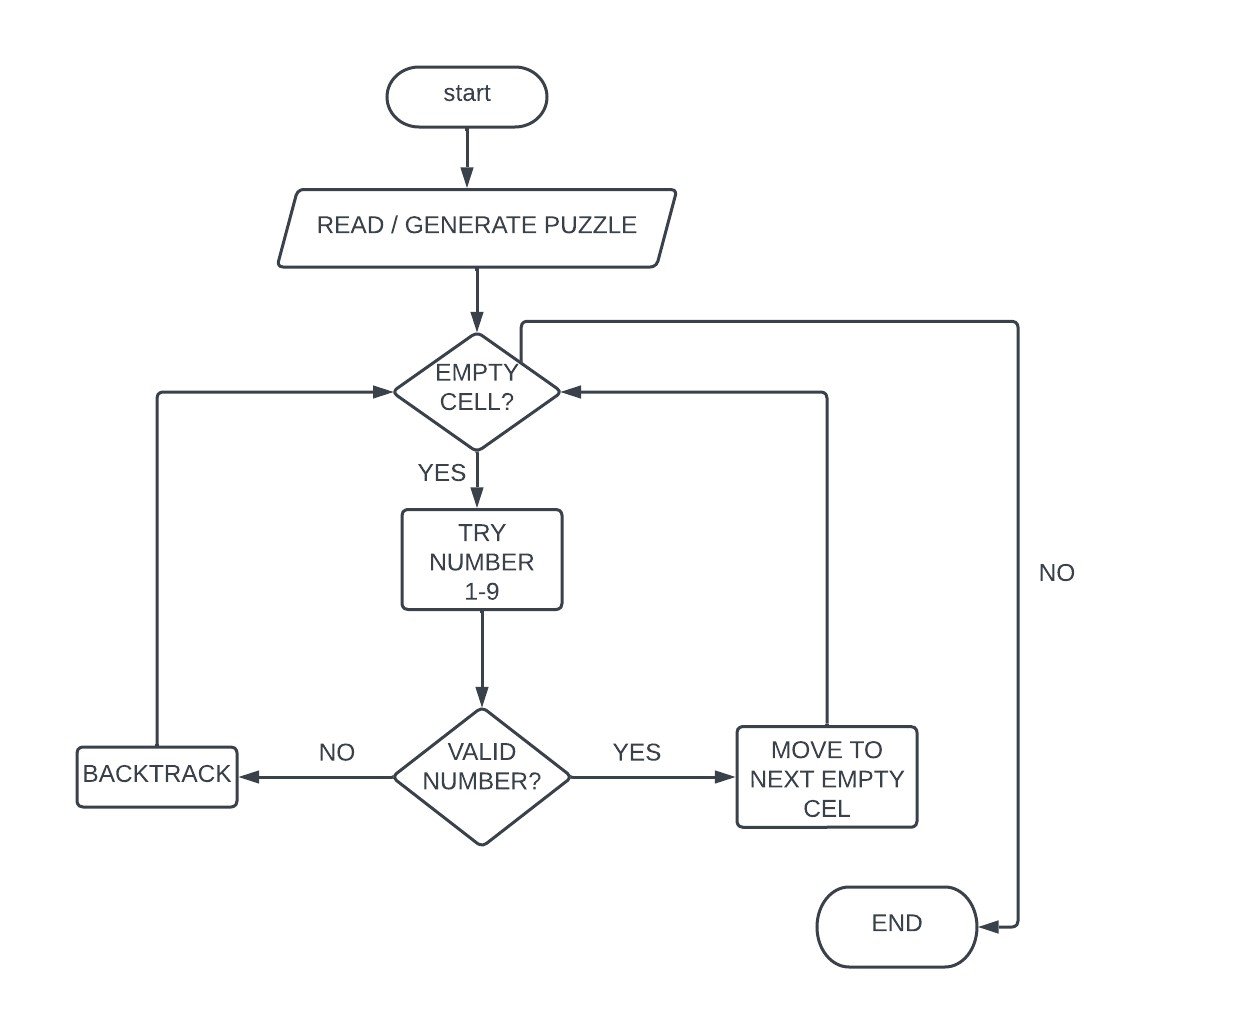 start
READ / GENERATE PUZZLE
EMPTY
CELL?
YES
TRY
NUMBER
1-9
NO
VALID
NUMBER?
NO
YES
BACKTRACK
MOVE TO
NEXT EMPTY
CEL
END